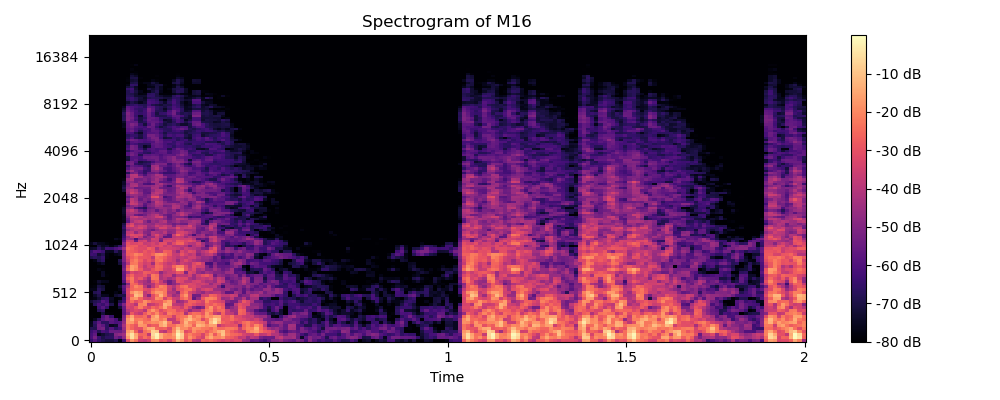 Spectrogram of M16
16384
8192
4096
2048
1024
512
0
Hz
0
0.5
1
1.5
2
Time
-10 dB
-20 dB
-30 dB
-40 dB
-50 dB
-60 dB
-70 dB
-80 dB